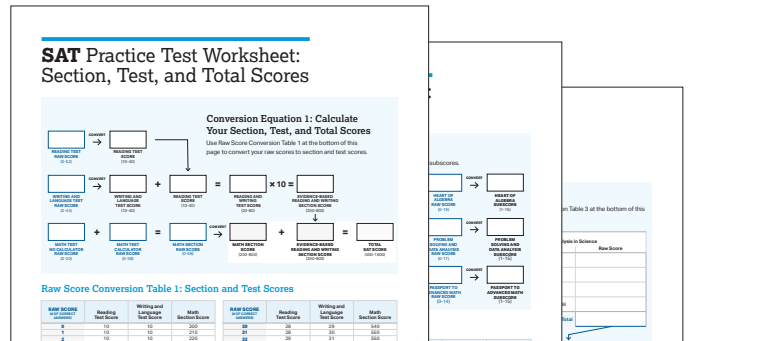 SAT Practice Test Worksheet:
Section, Test, and Total Scores
Conversion Equation 1: Calculate
Your Section, Test, and Total Scores
Use Raw Score Conversion Table 1 at the bottom of this
page to convert your raw scores to section and test scores.
CONVERT
READING TEST
RAW SCORE
(0-52)
READING TEST
SCORE
(10-40)
CONVERT
+ = × 10 =
WRITING AND
LANGUAGE TEST
RAW SCORE
(0-44)
WRITING AND
LANGUAGE
TEST SCORE
(10-40)
READING TEST
SCORE
(10-40)
READING AND
WRITING
TEST SCORE
(20-80)
EVIDENCE-BASED
READING AND WRITING
SECTION SCORE
(200-800)
+ = CONVERT + =
MATH TEST
NO CALCULATOR
RAW SCORE
(0-20)
MATH TEST
CALCULATOR
RAW SCORE
(0-38)
MATH SECTION
RAW SCORE
(0-58)
MATH SECTION
SCORE
(200-800)
EVIDENCE-BASED
READING AND WRITING
SECTION SCORE
(200-800)
TOTAL
SAT SCORE
(400-1600)
Raw Score Conversion Table 1: Section and Test Scores
RAW SCORE
(# OF CORRECT
ANSWERS)
Reading
Test Score
Writing and
Language
Test Score
Math
Section Score
0 10 10 200
1 10 10 210
2 10 10 220
RAW SCORE
(# OF CORRECT
ANSWERS)
Reading
Test Score
Writing and
Language
Test Score
Math
Section Score
30 28 29 540
31 28 30 550
32 29 31 550
subscores.
CONVERT
HEART OF
ALGEBRA
RAW SCORE
(0-19)
HEART OF
ALGEBRA
SUBSCORE
(1-15)
CONVERT
PROBLEM
SOLVING AND
DATA ANALYSIS
RAW SCORE
(0-17)
PROBLEM
SOLVING AND
DATA ANALYSIS
SUBSCORE
(1-15)
CONVERT
PASSPORT TO
ADVANCED MATH
RAW SCORE
(0-16)
PASSPORT TO
ADVANCED MATH
SUBSCORE
(1-15)
on Table 3 at the bottom of this
lysis in Science
Raw Score
Total